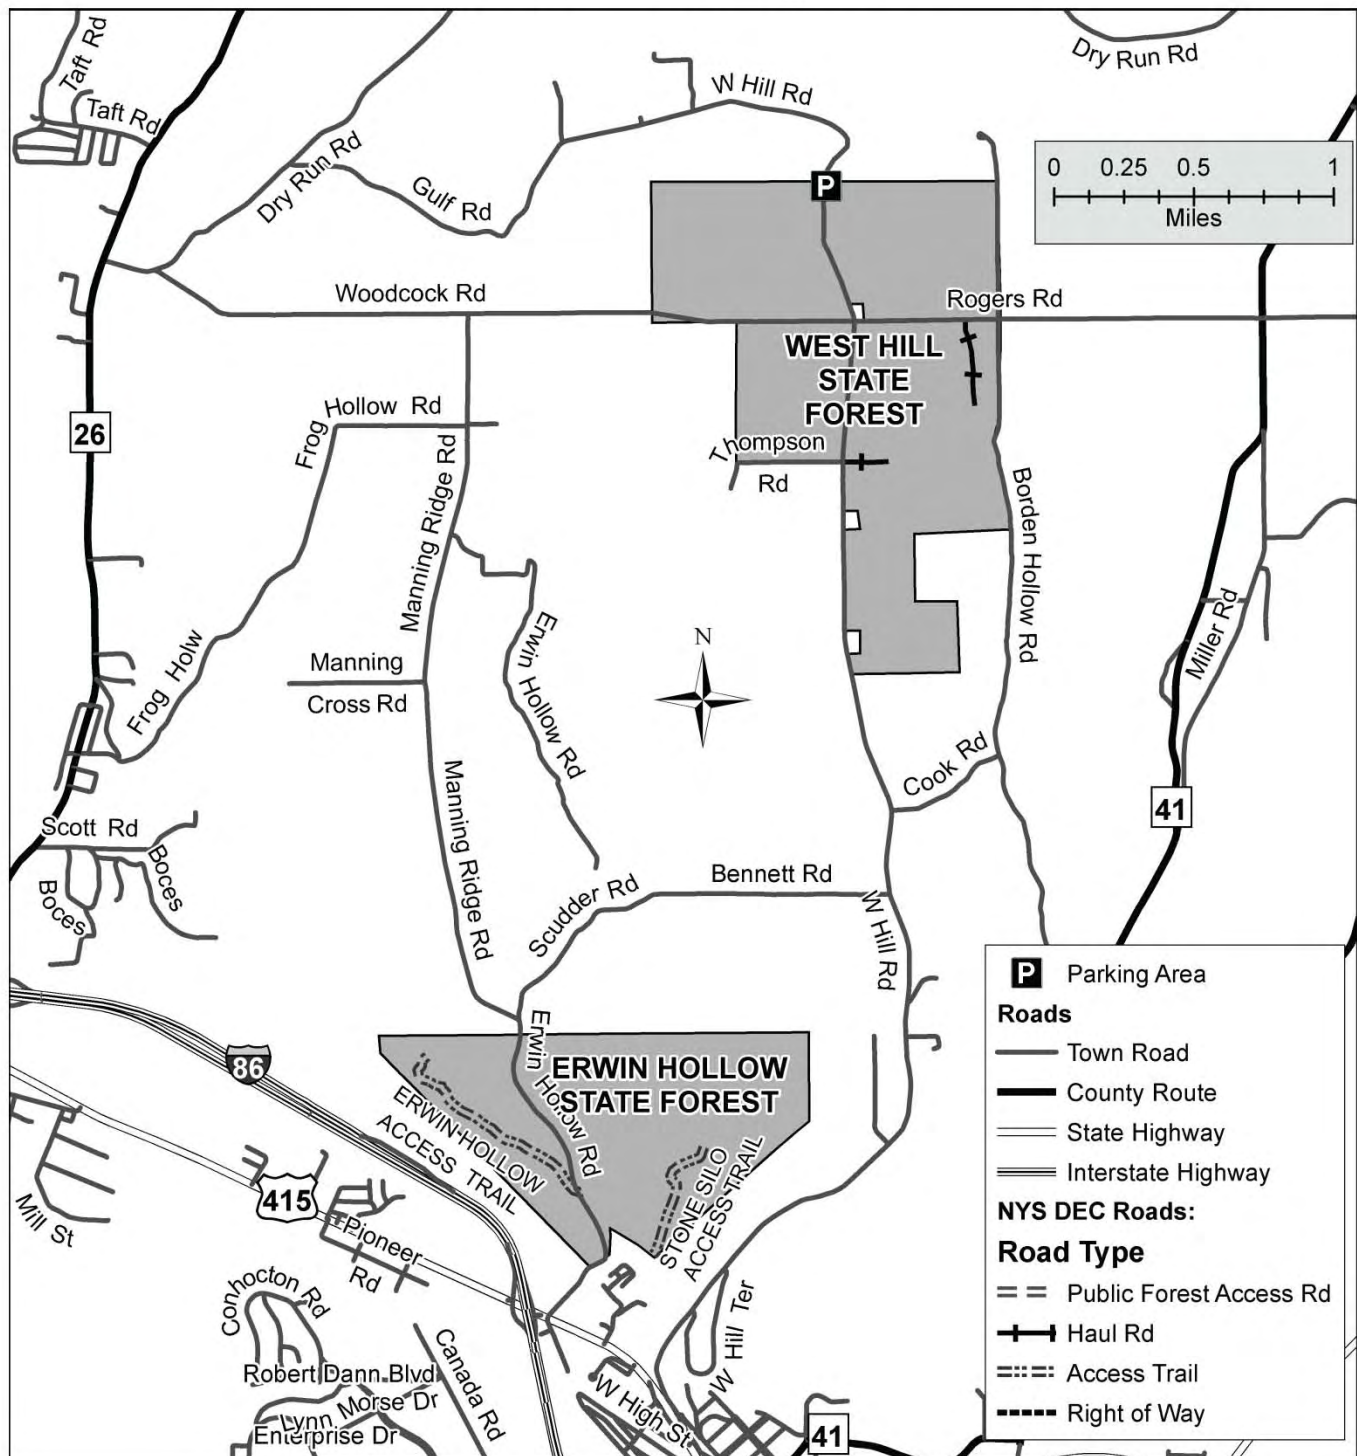 Taft Rd
Taft Rd
Dry Run Rd
W Hill Rd
Dry Run Rd
Gulf Rd
P
0 0.25 0.5 1
Miles
Woodcock Rd
Rogers Rd
WEST HILL
STATE
FOREST
26
Frog
Hollow Rd
Manning Ridge Rd
Thompson
Rd
Borden Hollow Rd
Miller Rd
Frog Holw
Manning
Cross Rd
Erwin Hollow Rd
N
Cook Rd
41
Manning Ridge Rd
Scott Rd
Boces
Boces
Scudder Rd
Bennett Rd
W Hill Rd
86
Erwin Hollow Rd
ERWIN HOLLOW
STATE FOREST
ERWIN HOLLOW
ACCESS TRAIL
STONE SILO
ACCESS TRAIL
415
Mill St
Pioneer
Rd
Conhocton Rd
Robert Dann Blvd
Lynn Morse Dr
Enterprise Dr
Canada Rd
W High St
W Hill Ter
41
P Parking Area
Roads
Town Road
County Route
State Highway
Interstate Highway
NYS DEC Roads:
Road Type
Public Forest Access Rd
Haul Rd
Access Trail
Right of Way